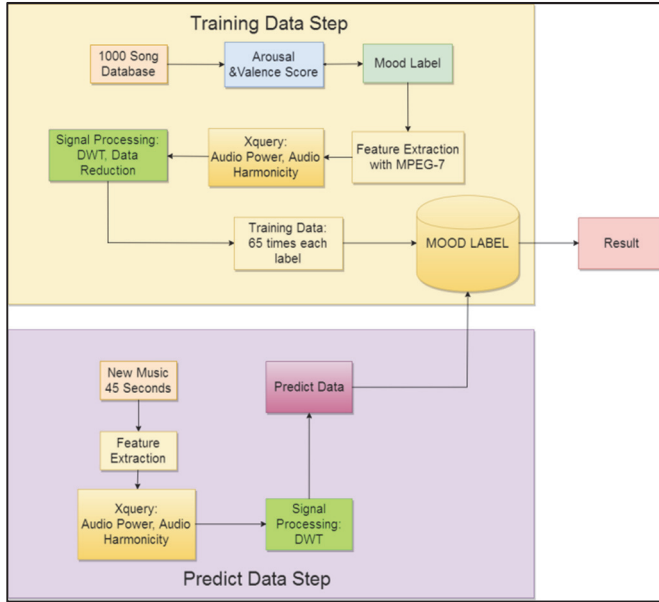 Training Data Step
1000 Song
Database
Arousal
&Valence Score
Mood Label
Feature Extraction
with MPEG-7
Xquery:
Audio Power, Audio
Harmonicity
Signal Processing:
DWT, Data
Reduction
Training Data:
65 times each
label
MOOD LABEL
Result
New Music
45 Seconds
Feature
Extraction
Xquery:
Audio Power, Audio
Harmonicity
Signal
Processing:
DWT
Predict Data
Predict Data Step